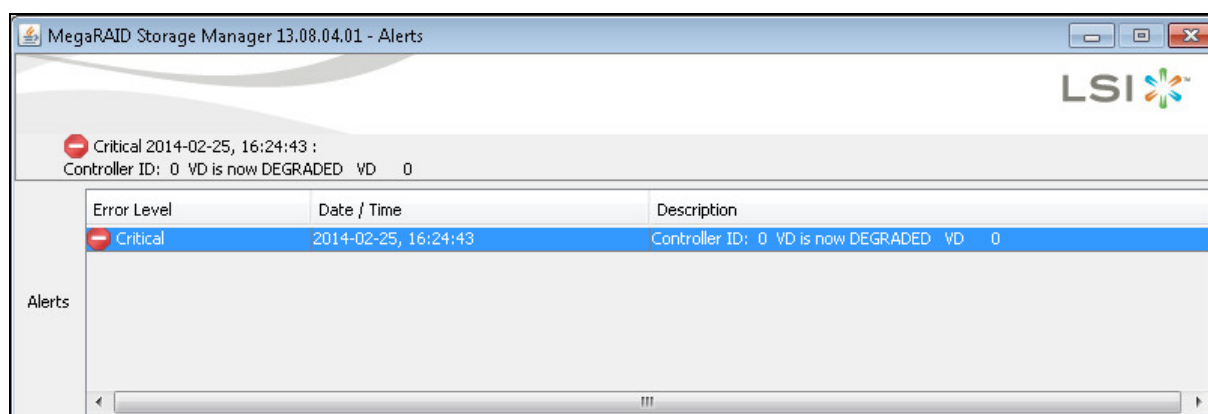 MegaRAID Storage Manager 13.08.04.01 - Alerts
LSI
Critical 2014-02-25, 16:24:43 :
Controller ID: 0 VD is now DEGRADED VD 0
Error Level Date / Time Description
Critical 2014-02-25, 16:24:43 Controller ID: 0 VD is now DEGRADED VD 0
Alerts